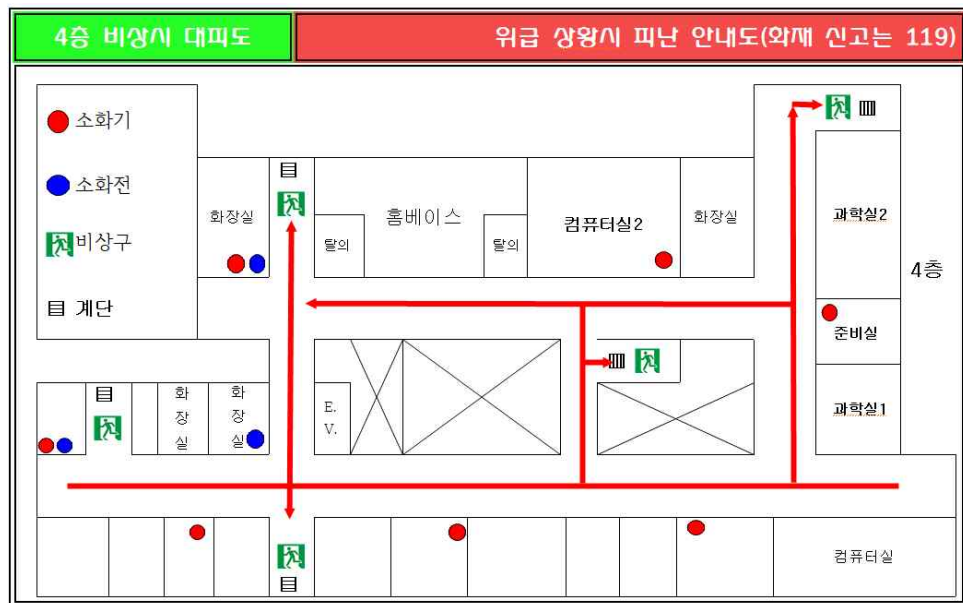 4층 비상시 대피도
위급 상왕시 피난 안내도(화재 신고는 119)
소화기
소화전
비상구
계단
화장실
탈의
홈베이스
탈의
컴퓨터실2
화장실
과학실2
4층
준비실
과학실1
화장실
화장실
E.
V.
컴퓨터실